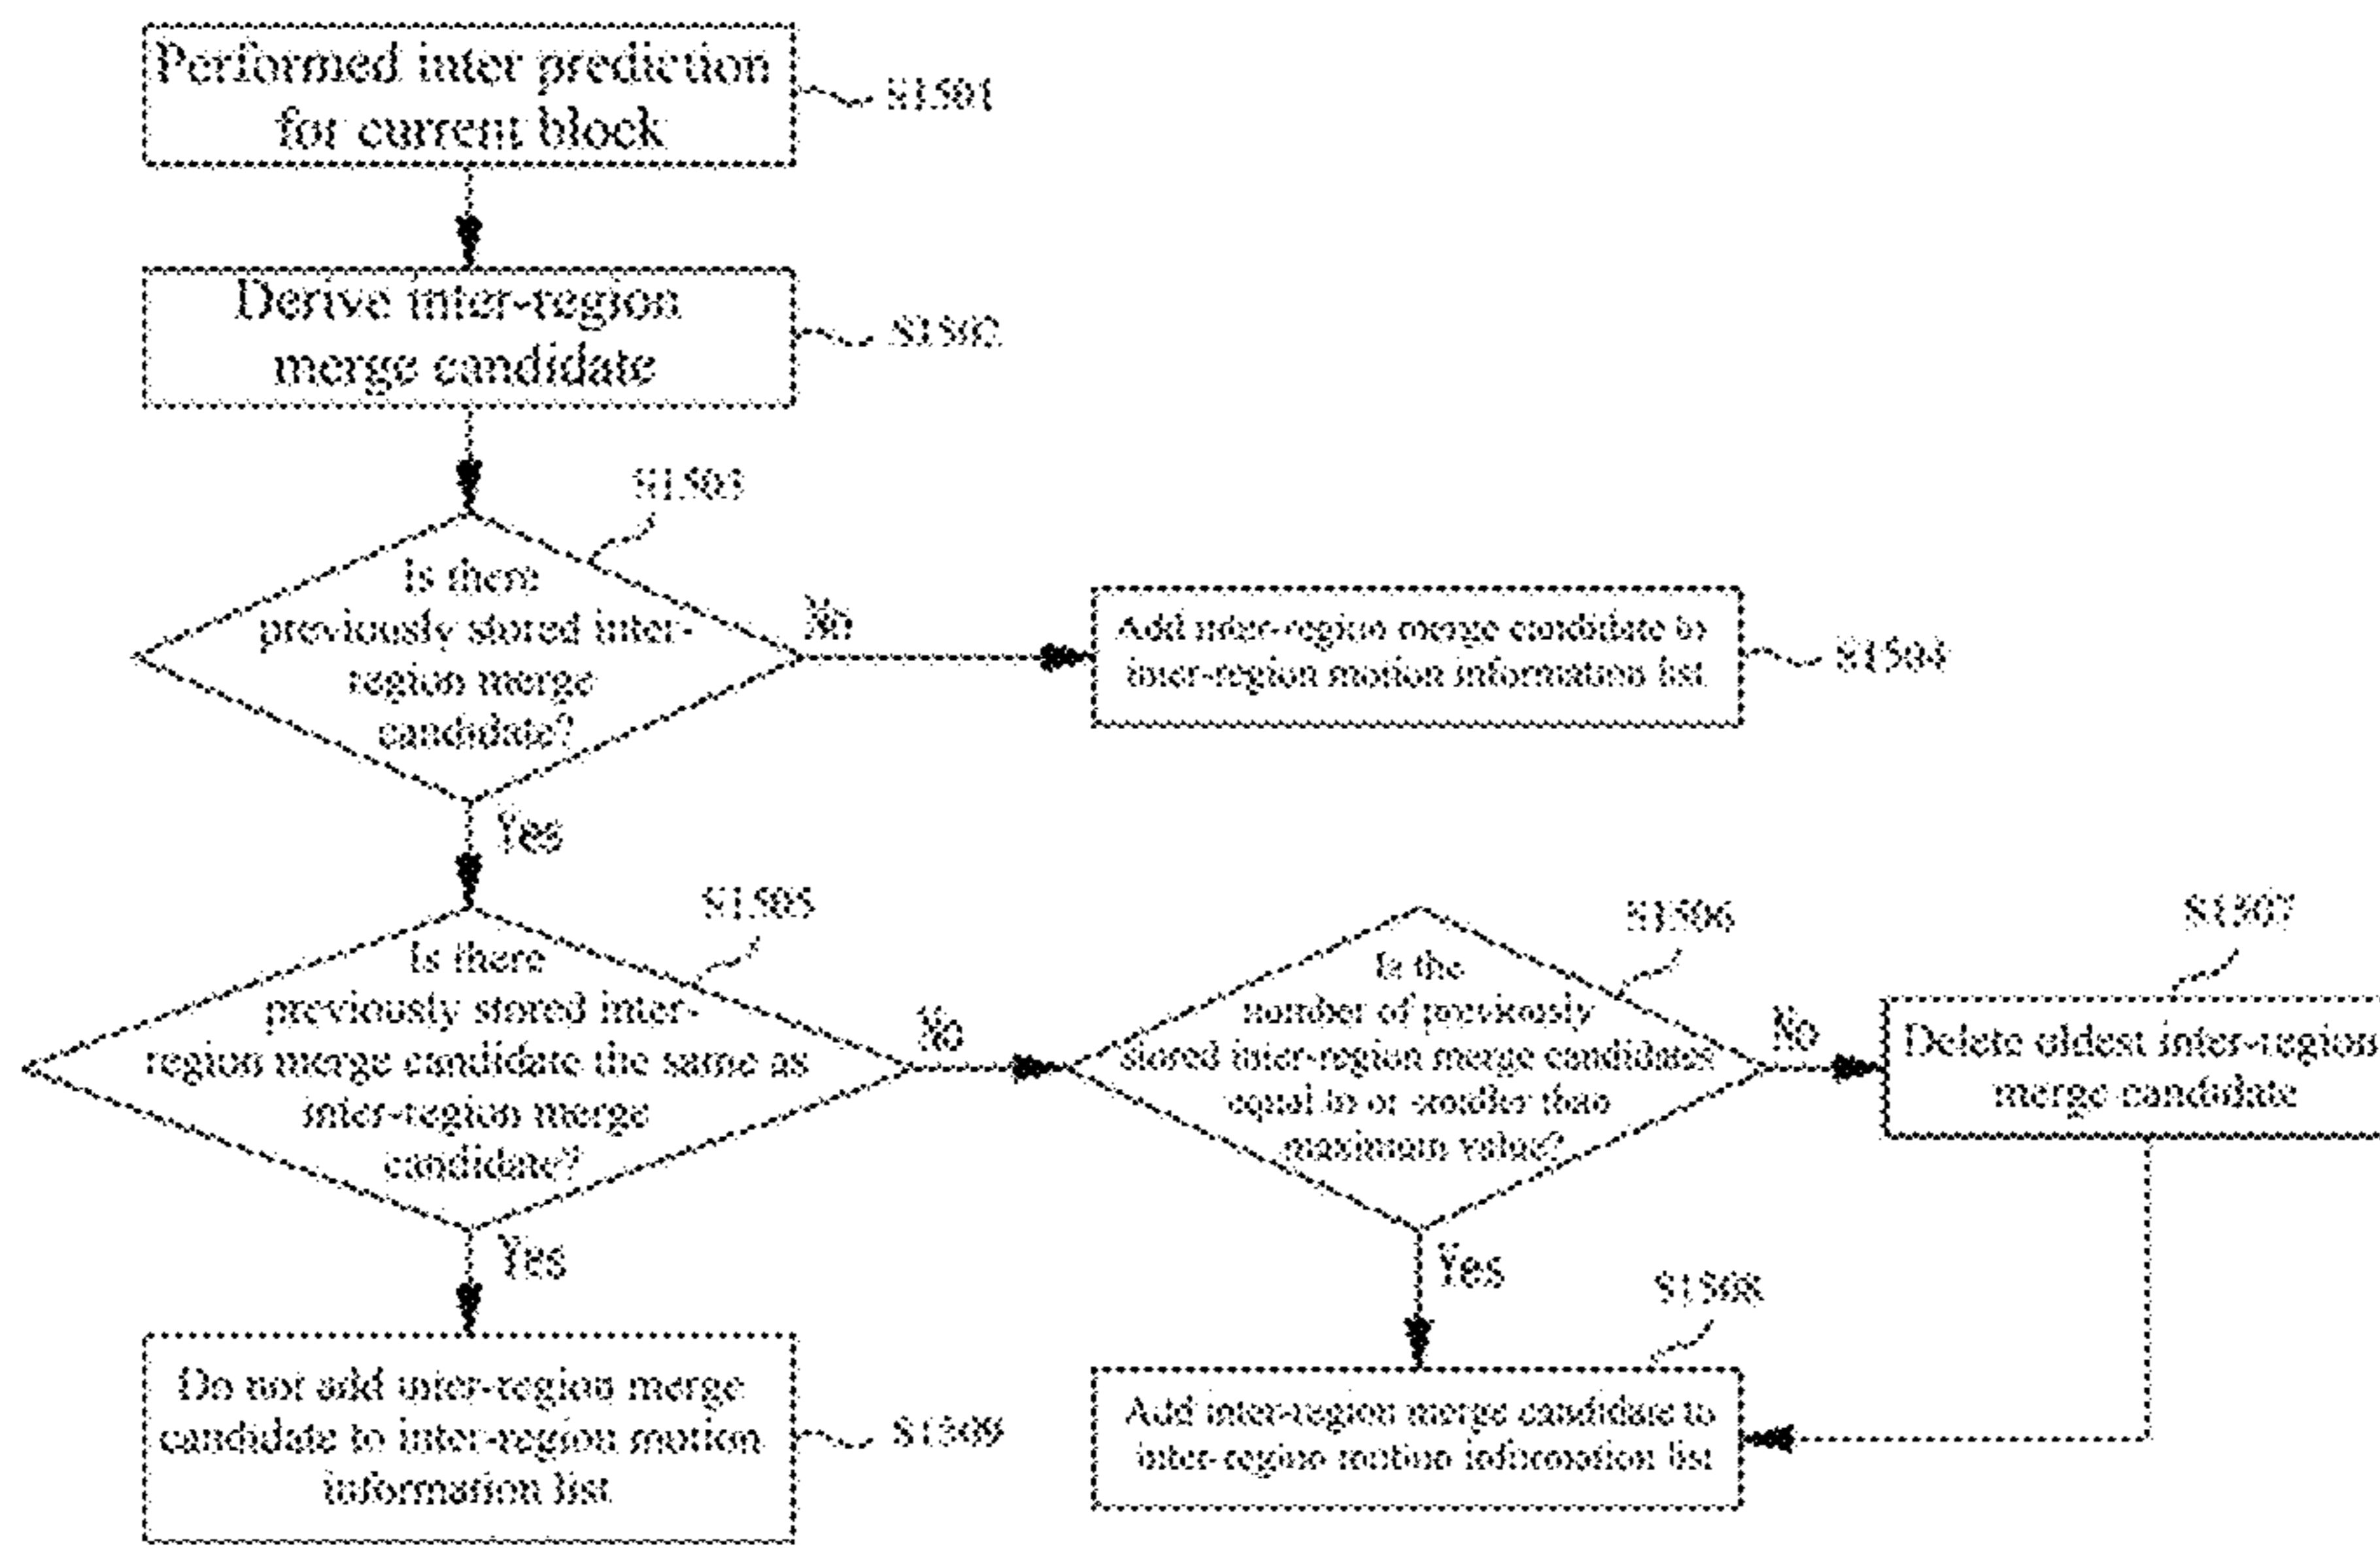 Performed inter prediction
for current block
S1501
Derive inter-region
merge candidate
S1502
S1503
Is there
previously stored inter-
region merge
candidate?
No
Add inter-region merge candidate to
inter-region motion information list
S1504
Yes
S1505
Is there
previously stored inter-
region merge candidate the same as
inter-region merge
candidate?
No
S1506
Is the
number of previously
stored inter-region merge candidates
equal to or smaller than
maximum value?
No
S1507
Delete oldest inter-region
merge candidate
Yes
Yes
S1508
Do not add inter-region merge
candidate to inter-region motion
information list
S1509
Add inter-region merge candidate to
inter-region motion information list